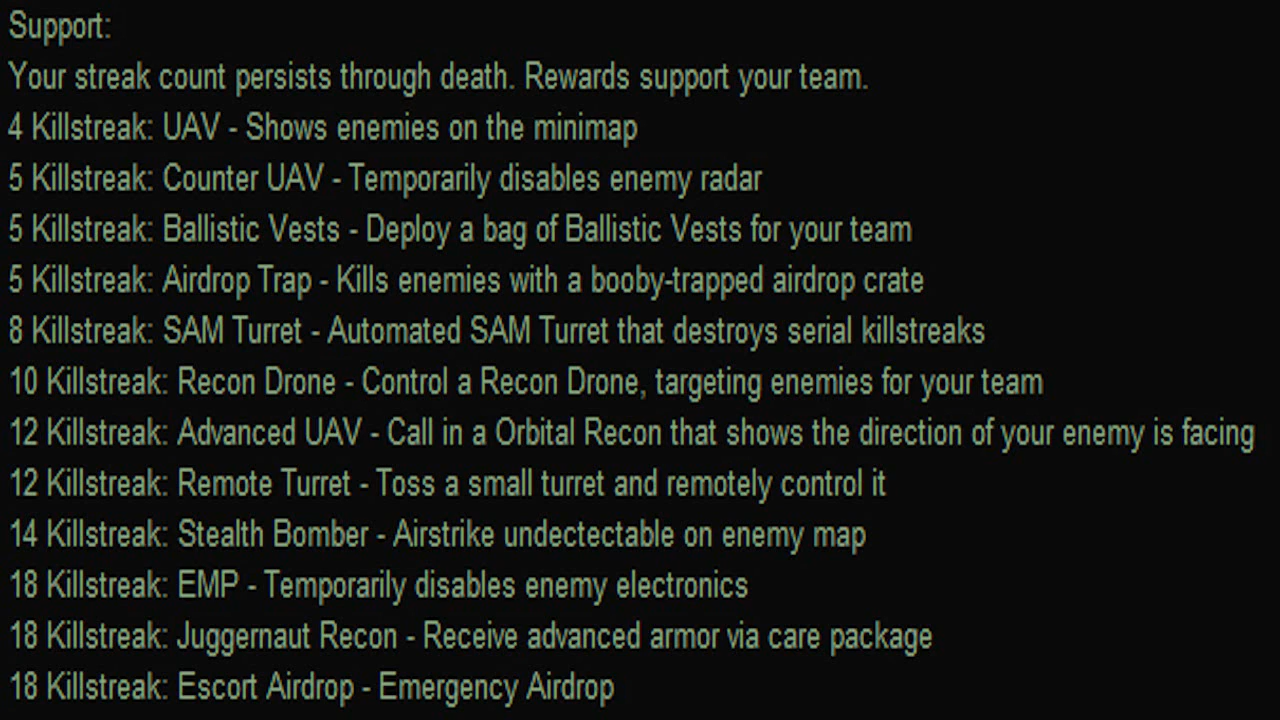 Support:
Your streak count persists through death. Rewards support your team.
4 Killstreak: UAV - Shows enemies on the minimap
5 Killstreak: Counter UAV - Temporarily disables enemy radar
5 Killstreak: Ballistic Vests - Deploy a bag of Ballistic Vests for your team
5 Killstreak: Airdrop Trap - Kills enemies with a booby-trapped airdrop crate
8 Killstreak: SAM Turret - Automated SAM Turret that destroys serial killstreaks
10 Killstreak: Recon Drone - Control a Recon Drone, targeting enemies for your team
12 Killstreak: Advanced UAV - Call in a Orbital Recon that shows the direction of your enemy is facing
12 Killstreak: Remote Turret - Toss a small turret and remotely control it
14 Killstreak: Stealth Bomber - Airstrike undectectable on enemy map
18 Killstreak: EMP - Temporarily disables enemy electronics
18 Killstreak: Juggernaut Recon - Receive advanced armor via care package
18 Killstreak: Escort Airdrop - Emergency Airdrop